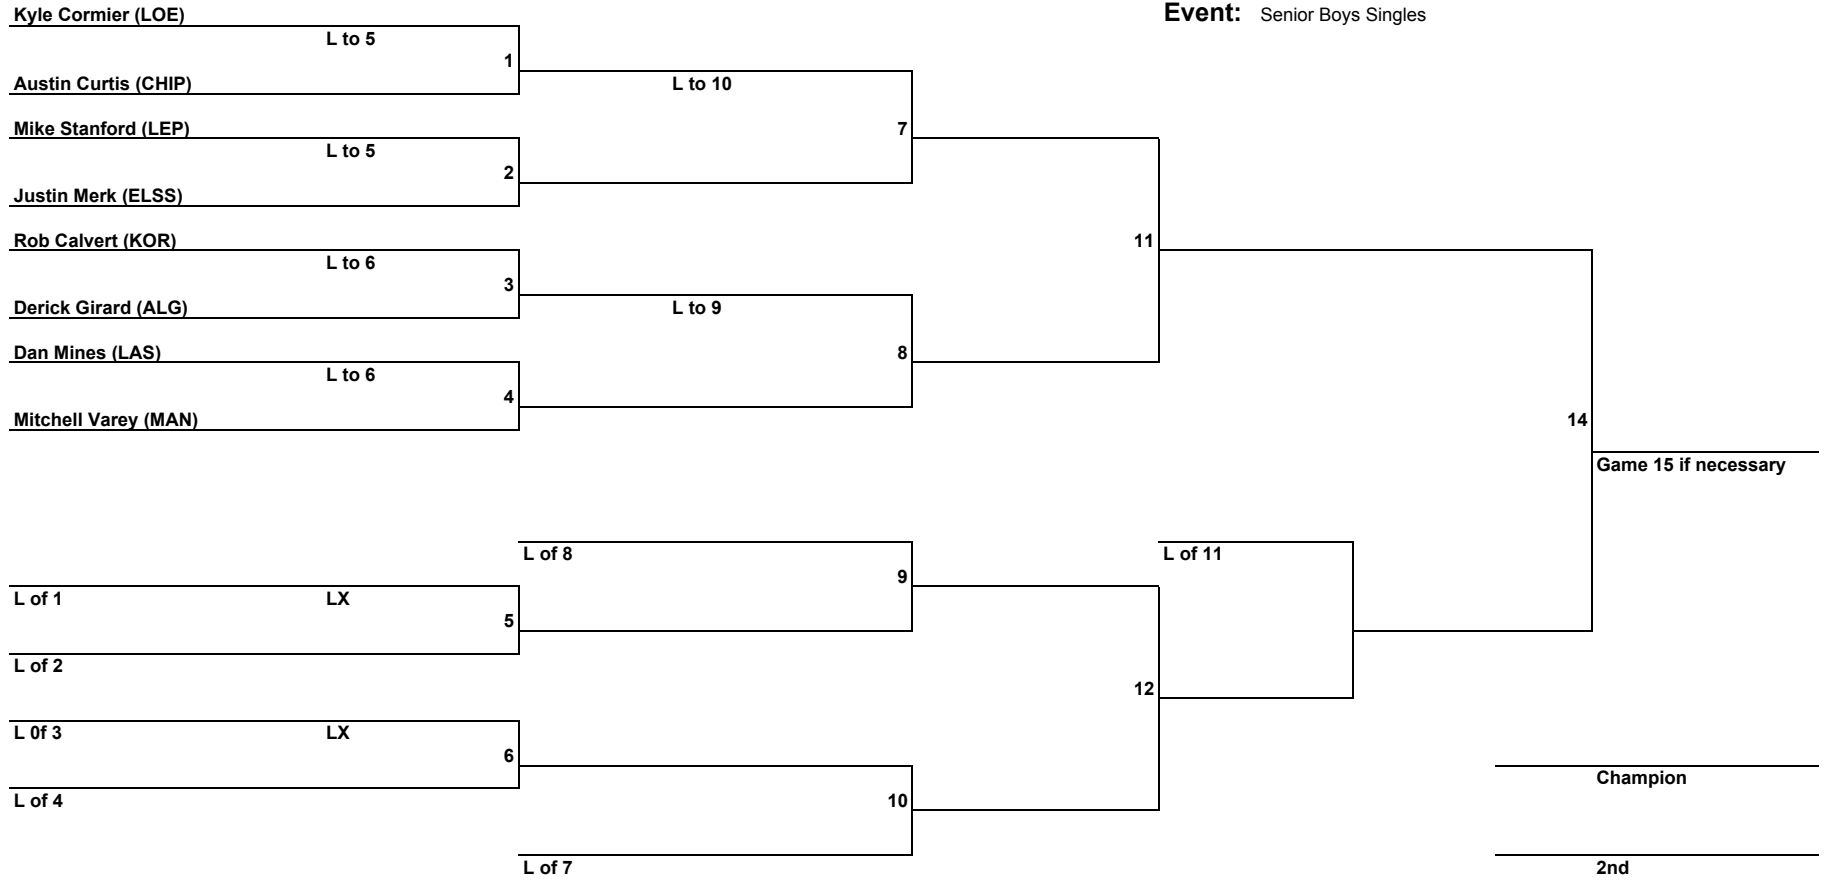 Kyle Cormier (LOE)
Event: Senior Boys Singles
L to 5
1
Austin Curtis (CHIP)
L to 10
Mike Stanford (LEP)
7
L to 5
2
Justin Merk (ELSS)
Rob Calvert (KOR)
11
L to 6
3
Derick Girard (ALG)
L to 9
Dan Mines (LAS)
8
L to 6
4
Mitchell Varey (MAN)
14
Game 15 if necessary
L of 8
L of 11
9
L of 1
LX
5
L of 2
12
L 0f 3
LX
6
Champion
L of 4
10
L of 7
2nd